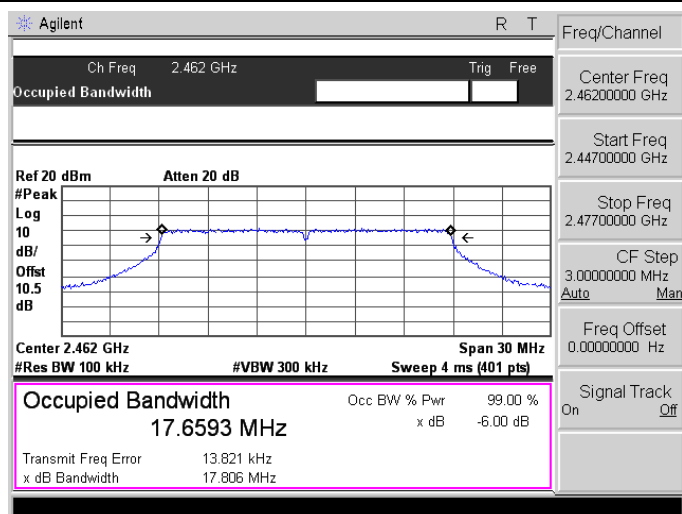 Agilent R T
Ch Freq 2.462 GHz Trig Free
Occupied Bandwidth
Ref 20 dBm Atten 20 dB
#Peak
Log
10
dB/
Offst
10.5
dB
Center 2.462 GHz Span 30 MHz
#Res BW 100 kHz #VBW 300 kHz Sweep 4 ms (401 pts)
Occupied Bandwidth Occ BW % Pwr 99.00 %
17.6593 MHz x dB -6.00 dB
Transmit Freq Error 13.821 kHz
x dB Bandwidth 17.806 MHz
Freq/Channel
Center Freq
2.46200000 GHz
Start Freq
2.44700000 GHz
Stop Freq
2.47700000 GHz
CF Step
3.00000000 MHz
Auto Man
Freq Offset
0.00000000 Hz
Signal Track
On Off